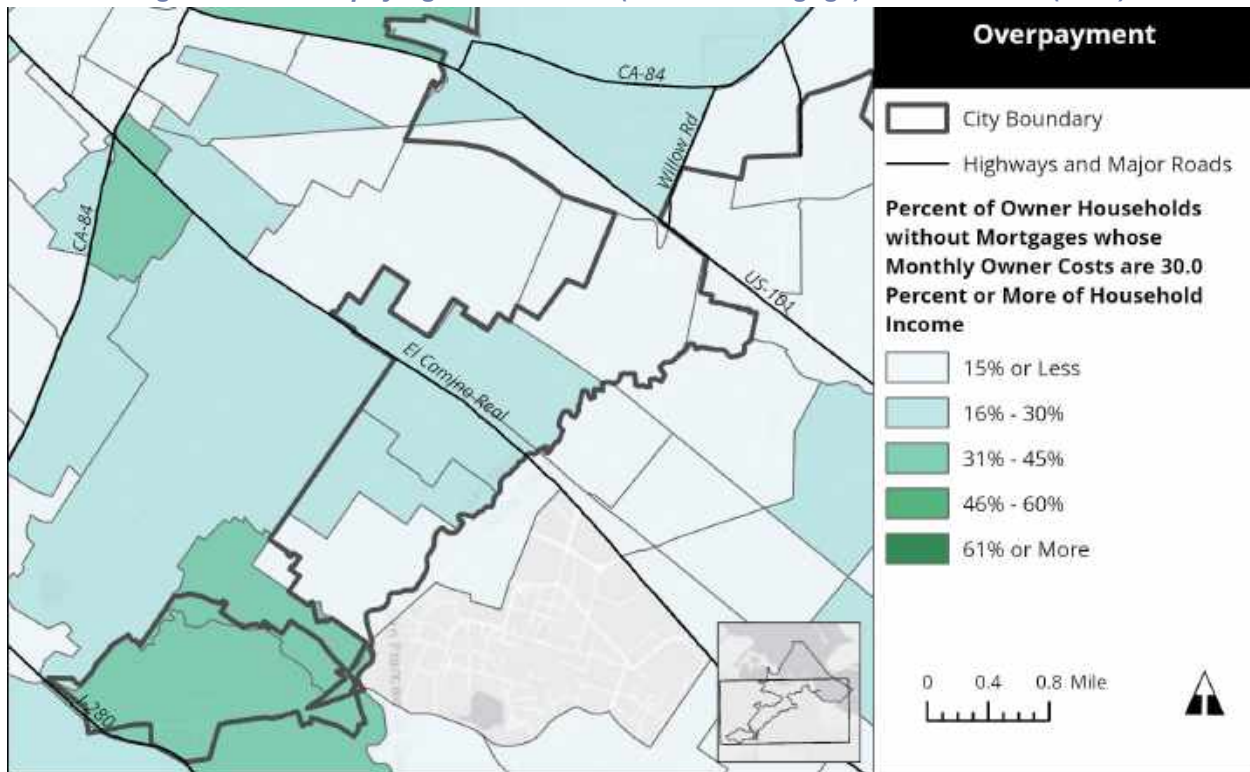 Overpayment
City Boundary
Highways and Major Roads
Percent of Owner Households
without Mortgages whose
Monthly Owner Costs are 30.0
Percent or More of Household
Income
15% or Less
16% - 30%
31% - 45%
46% - 60%
61% or More
0 0.4 0.8 Mile
CA-84
Willow Rd
CA-84
US-101
El Camino Real
I-280